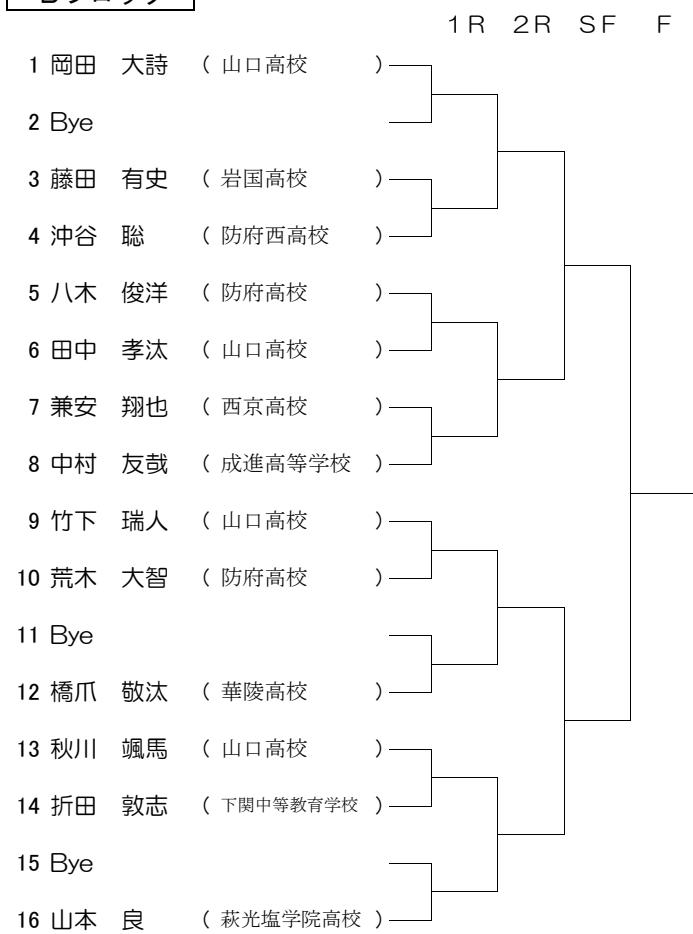 1R 2R SF F
1 岡田 大詩 ( 山口高校 )
2 Bye
3 藤田 有史 ( 岩国高校 )
4 沖谷 聡 ( 防府西高校 )
5 八木 俊洋 ( 防府高校 )
6 田中 孝汰 ( 山口高校 )
7 兼安 翔也 ( 西京高校 )
8 中村 友哉 ( 成進高等学校 )
9 竹下 瑞人 ( 山口高校 )
10 荒木 大智 ( 防府高校 )
11 Bye
12 橋爪 敬汰 ( 華陵高校 )
13 秋川 颯馬 ( 山口高校 )
14 折田 敦志 ( 下関中等教育学校 )
15 Bye
16 山本 良 ( 萩光塩学院高校 )